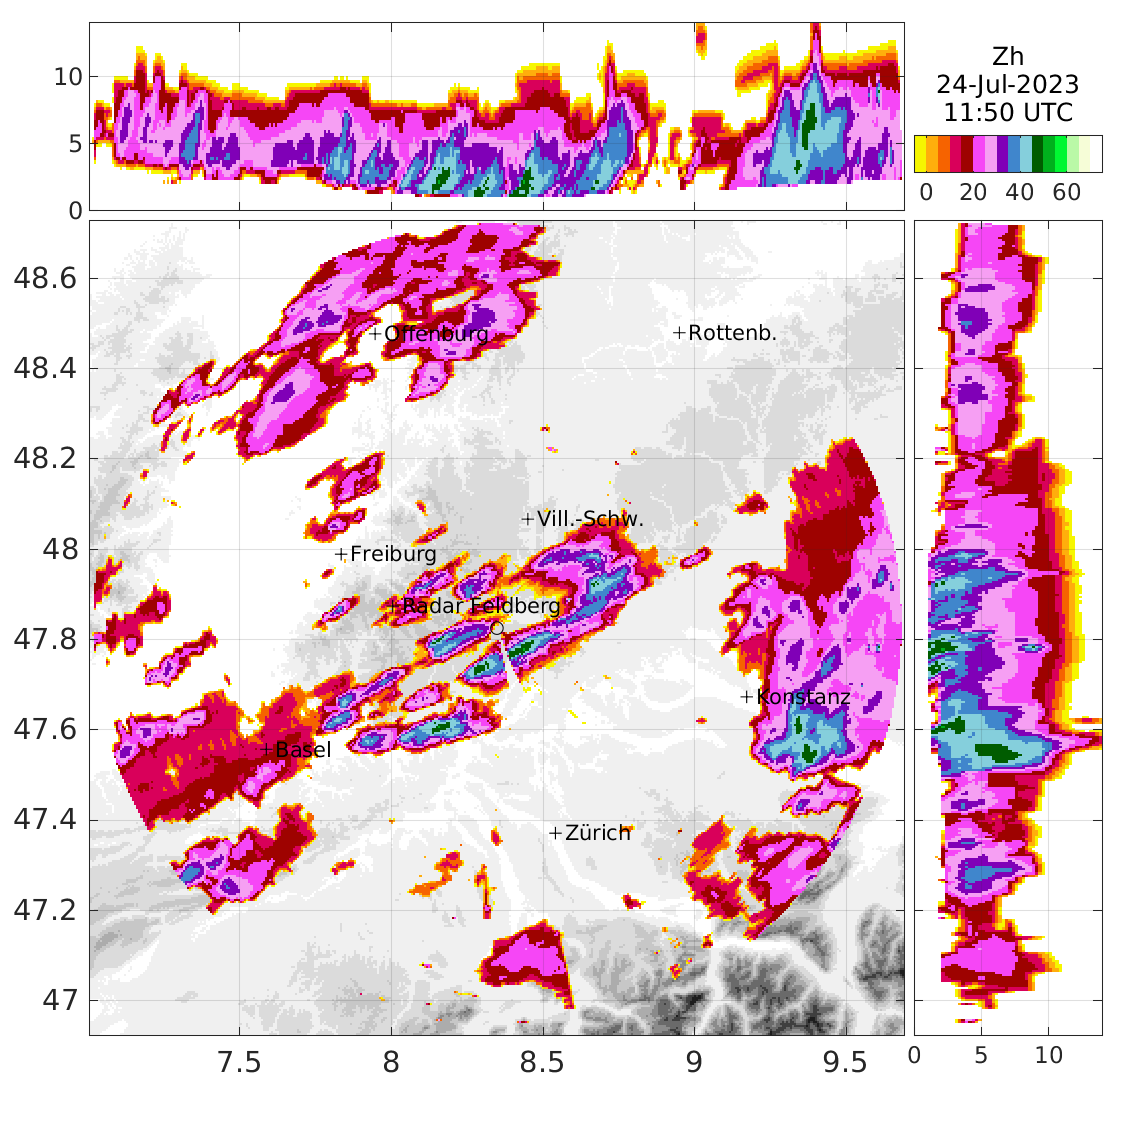 Zh
24-Jul-2023
11:50 UTC
0 20 40 60
10
5
0
48.6
48.4
48.2
48
47.8
47.6
47.4
47.2
47
+Offenburg
+Rottenb.
+Vill.-Schw.
+Freiburg
+Radar Feldberg
+Konstanz
+Basel
+Zürich
7.5 8 8.5 9 9.5
0 5 10